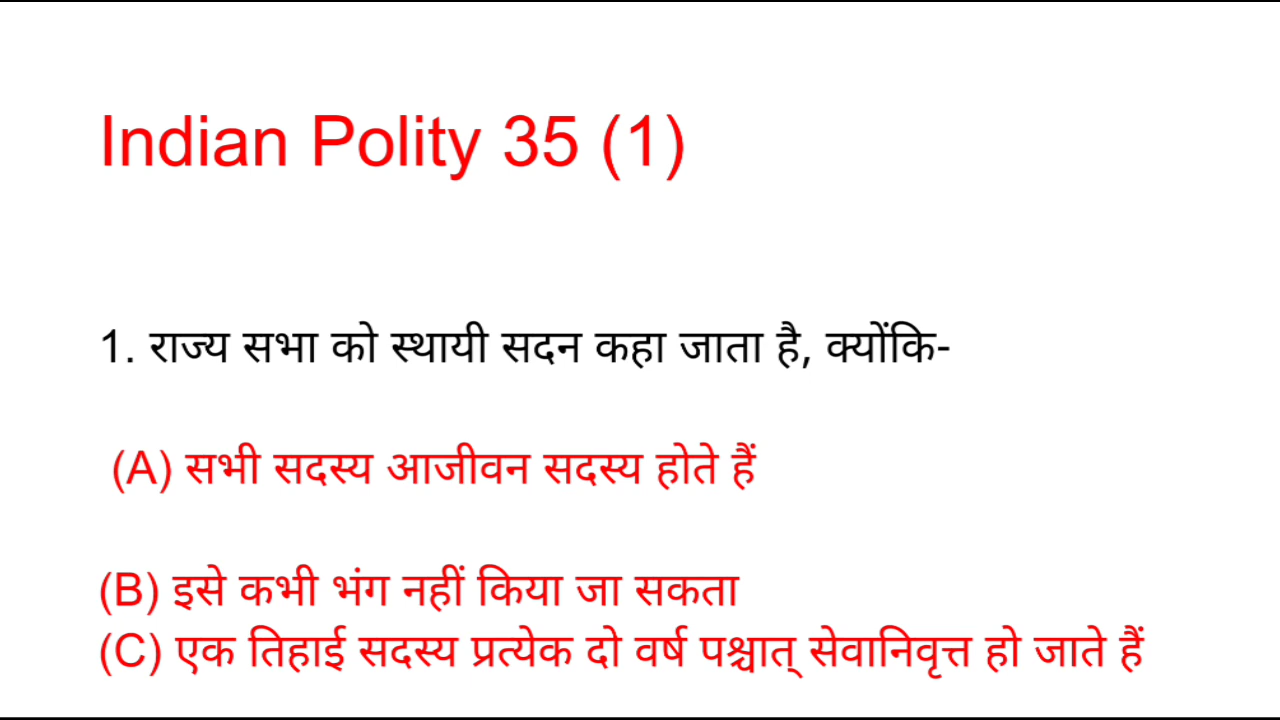 Indian Polity 35 (1)
1. राज्य सभा को स्थायी सदन कहा जाता है, क्योंकि-
(A) सभी सदस्य आजीवन सदस्य होते हैं
(B) इसे कभी भंग नहीं किया जा सकता
(C) एक तिहाई सदस्य प्रत्येक दो वर्ष पश्चात् सेवानिवृत्त हो जाते हैं